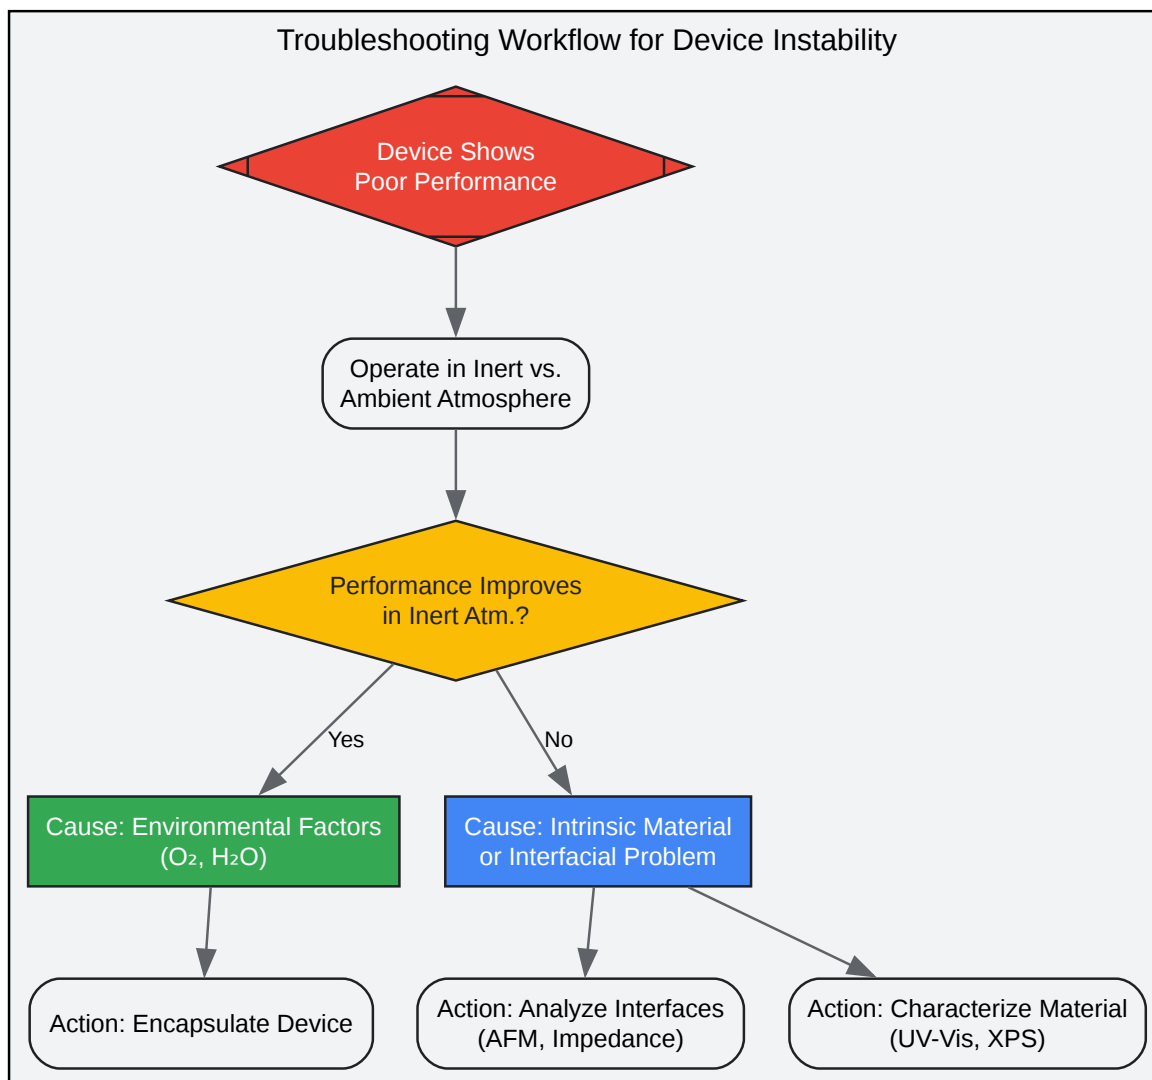 Troubleshooting Workflow for Device Instability
Device Shows
Poor Performance
Operate in Inert vs.
Ambient Atmosphere
Performance Improves
in Inert Atm.?
Yes
No
Cause: Environmental Factors
(O₂, H₂O)
Cause: Intrinsic Material
or Interfacial Problem
Action: Encapsulate Device
Action: Analyze Interfaces
(AFM, Impedance)
Action: Characterize Material
(UV-Vis, XPS)